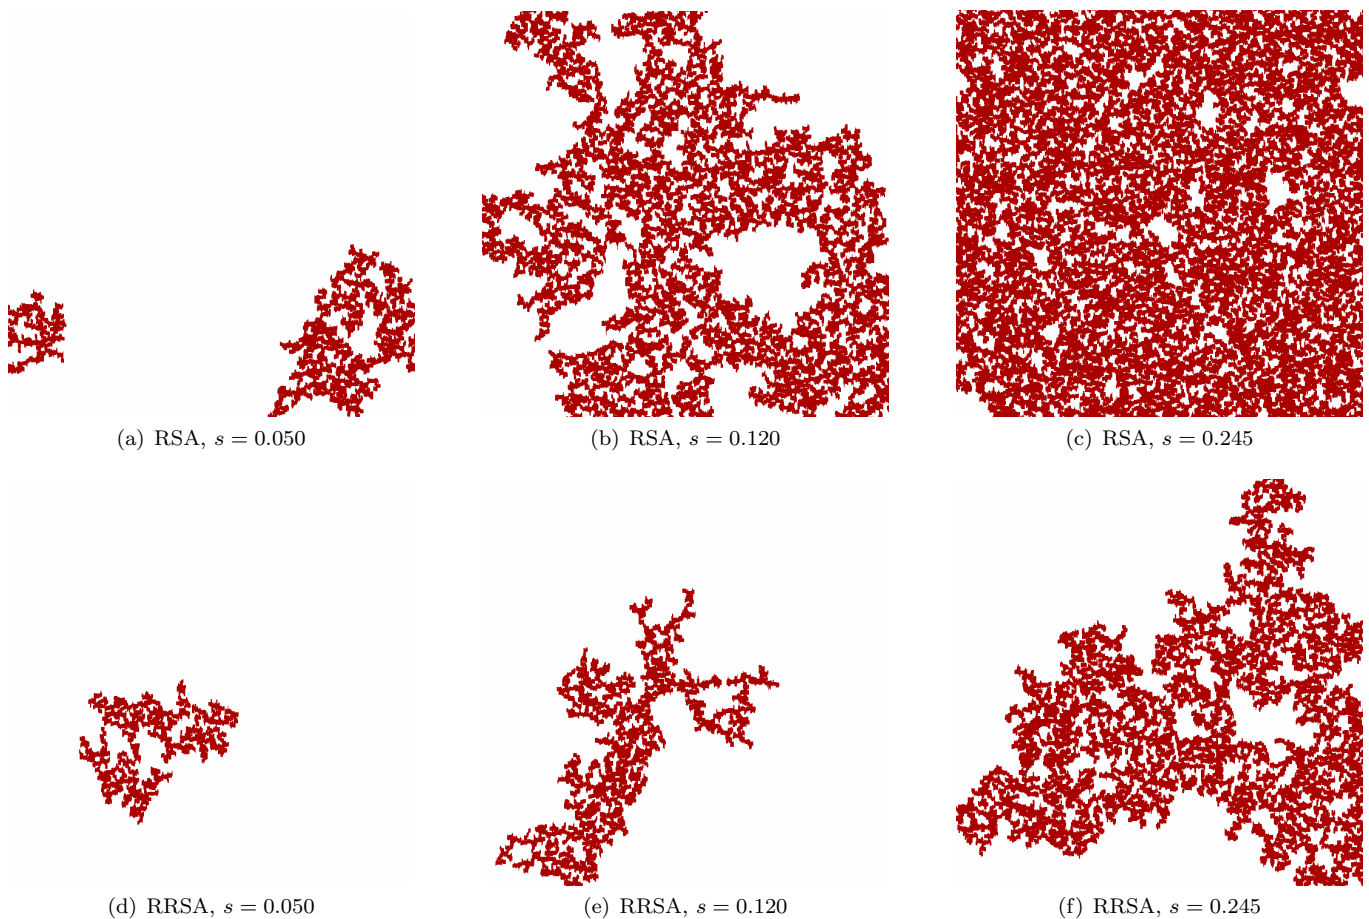 (a) RSA, s = 0.050
(b) RSA, s = 0.120
(c) RSA, s = 0.245
(d) RRSA, s = 0.050
(e) RRSA, s = 0.120
(f) RRSA, s = 0.245